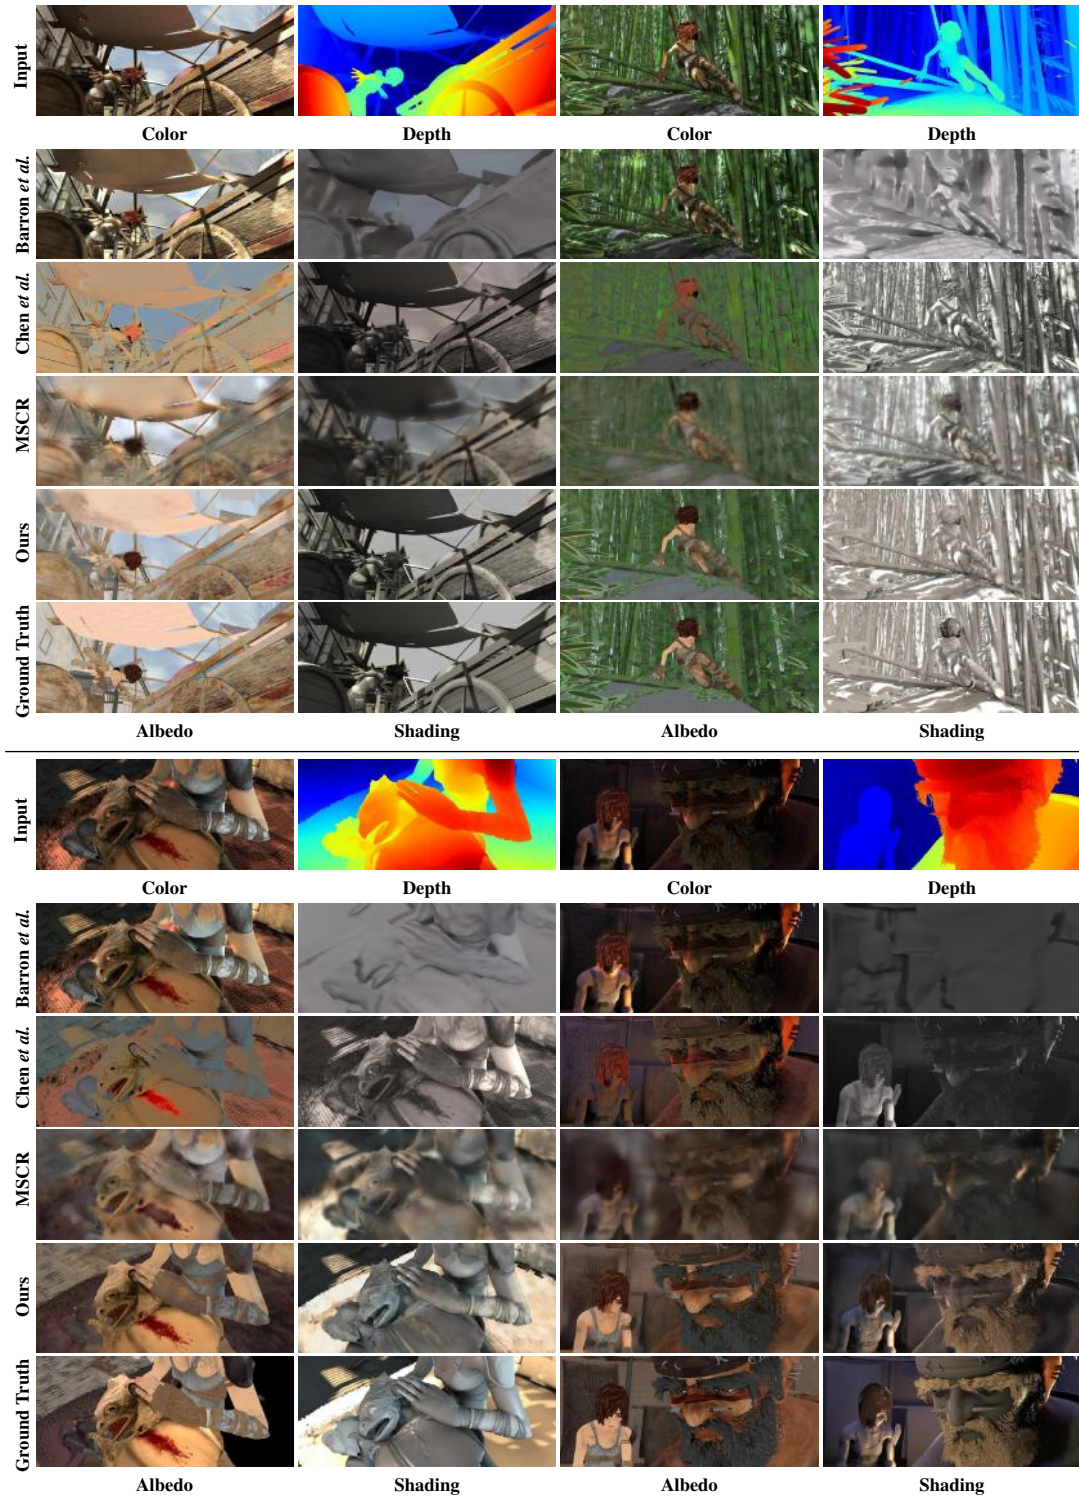 Input
Color Depth Color Depth
Barron et al.
Chen et al.
MSCR
Ours
Ground Truth
Albedo Shading Albedo Shading
Input
Color Depth Color Depth
Barron et al.
Chen et al.
MSCR
Ours
Ground Truth
Albedo Shading Albedo Shading